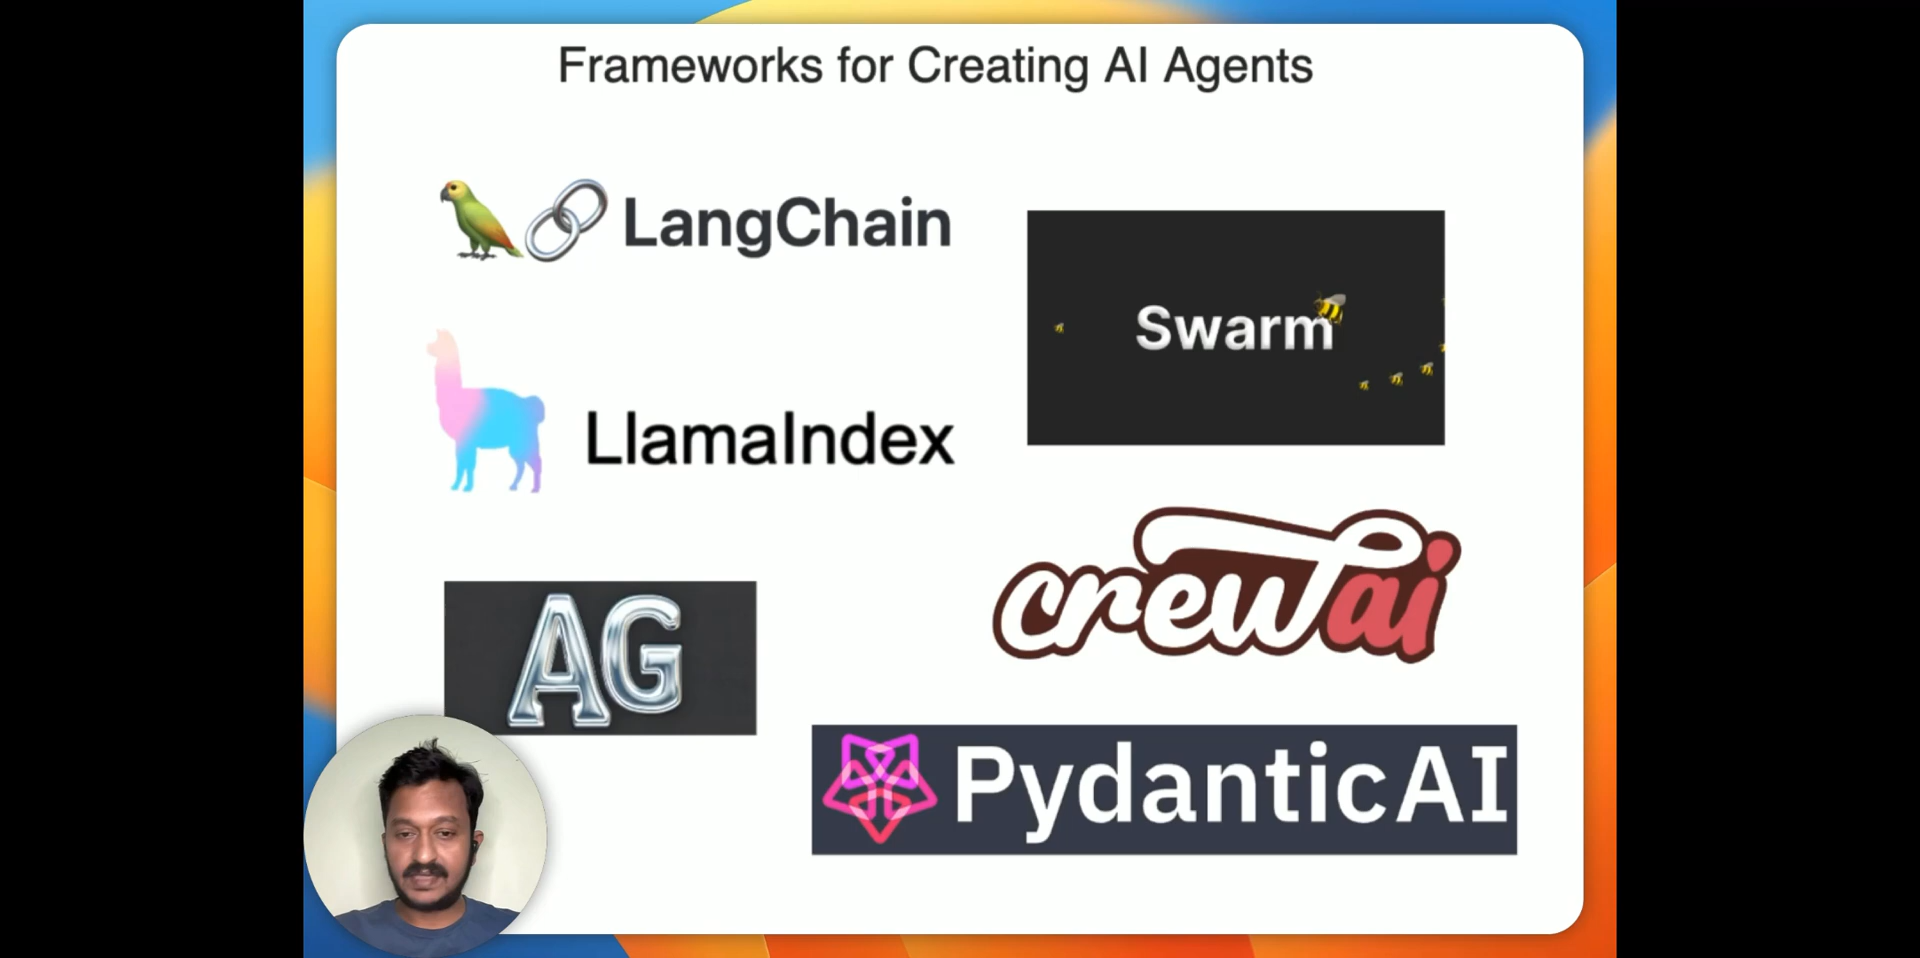 Frameworks for Creating AI Agents
LangChain
Swarm
LlamaIndex
crewai
AG
PydanticAI